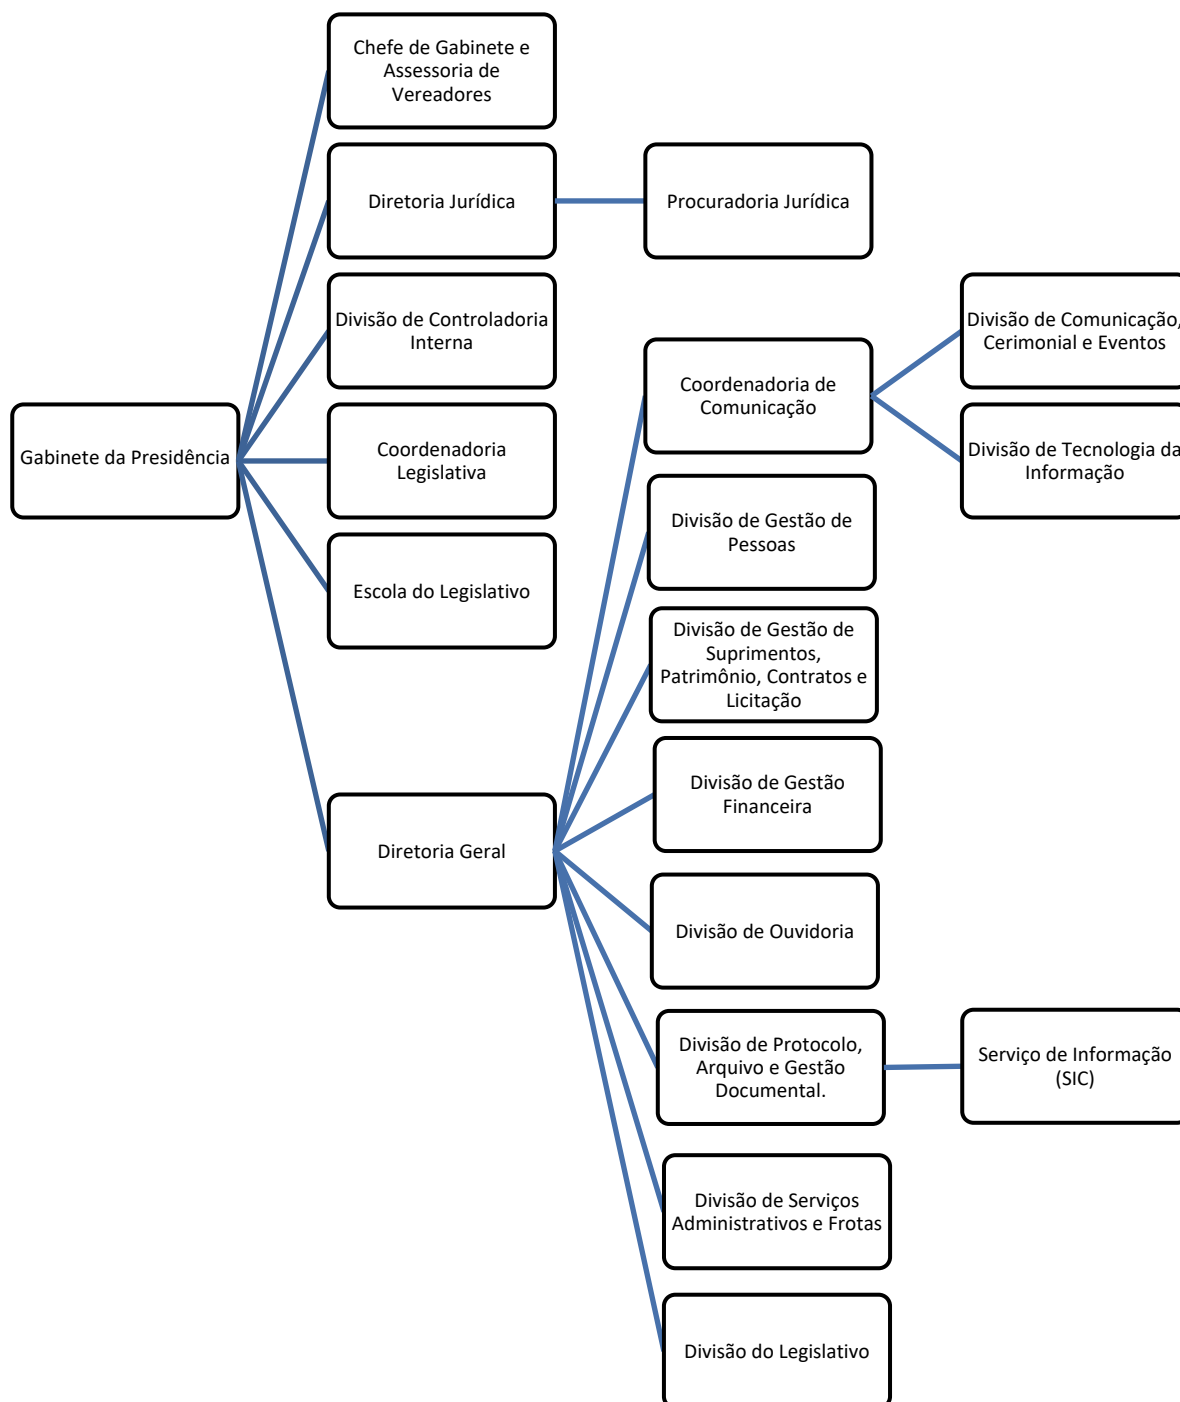 Chefe de Gabinete e
Assessoria de
Vereadores
Diretoria Jurídica
Procuradoria Jurídica
Divisão de Controladoria
Interna
Divisão de Comunicação,
Cerimonial e Eventos
Coordenadoria de
Comunicação
Gabinete da Presidência
Coordenadoria
Legislativa
Divisão de Tecnologia da
Informação
Divisão de Gestão de
Pessoas
Escola do Legislativo
Divisão de Gestão de
Suprimentos,
Patrimônio, Contratos e
Licitação
Divisão de Gestão
Financeira
Diretoria Geral
Divisão de Ouvidoria
Divisão de Protocolo,
Arquivo e Gestão
Documental.
Serviço de Informação
(SIC)
Divisão de Serviços
Administrativos e Frotas
Divisão do Legislativo